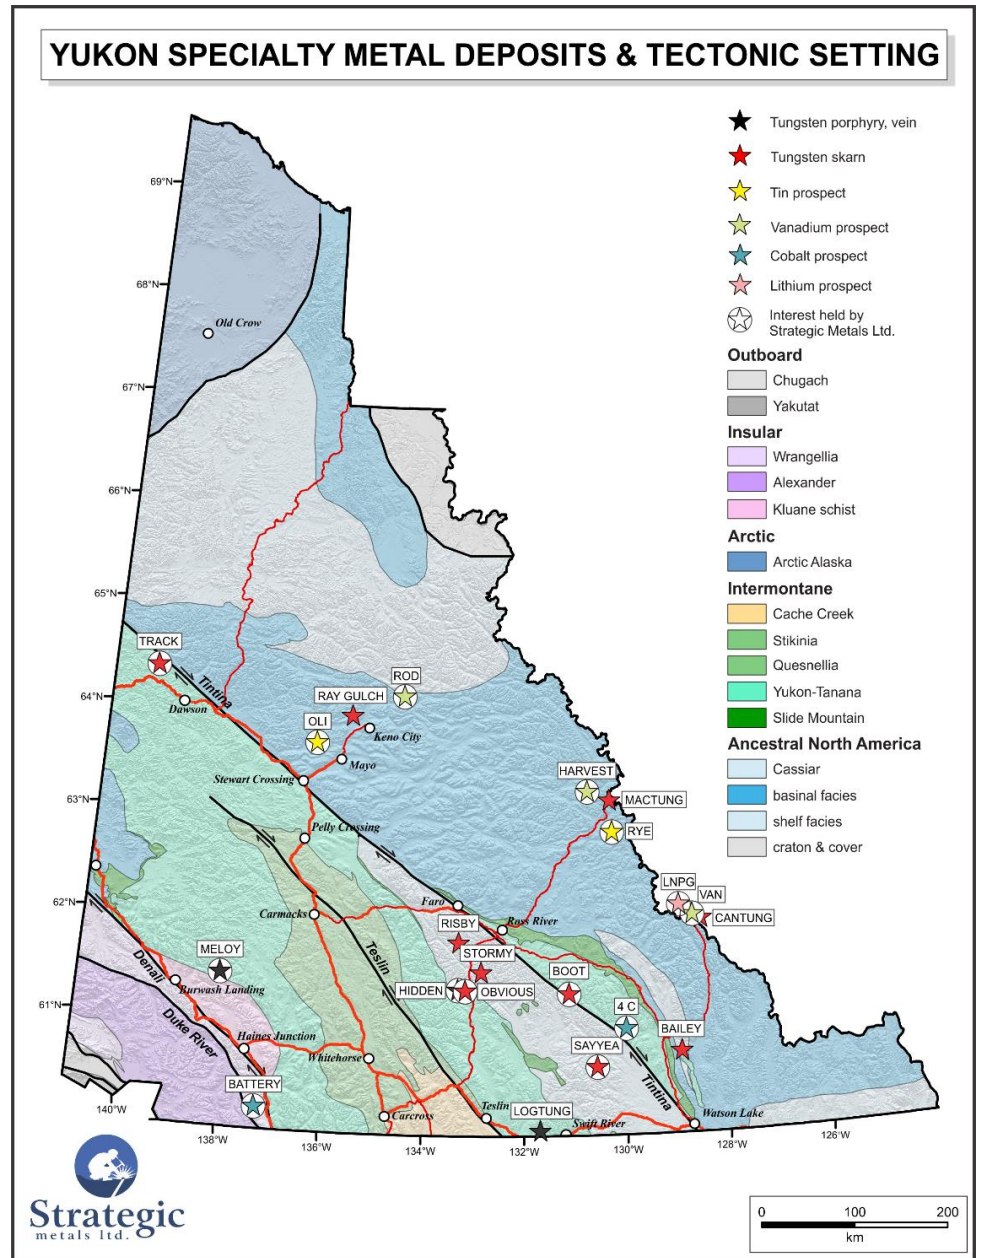 YUKON SPECIALTY METAL DEPOSITS & TECTONIC SETTING
Tungsten porphyry, vein
Tungsten skarn
Tin prospect
Vanadium prospect
Cobalt prospect
Lithium prospect
Interest held by
Strategic Metals Ltd.
Outboard
Chugach
Yakutat
Insular
Wrangellia
Alexander
Kluane schist
Arctic
Arctic Alaska
Intermontane
Cache Creek
Stikinia
Quesnellia
Yukon-Tanana
Slide Mountain
Ancestral North America
Cassiar
basinal facies
shelf facies
craton & cover
69°N
68°N
Old Crow
67°N
66°N
65°N
TRACK
64°N
Tintina
Dawson
ROD
RAY GULCH
OLI
Keno City
Mayo
Stewart Crossing
HARVEST
63°N
MACTUNG
Pelly Crossing
RYE
LNPG
VAN
62°N
Faro
Carmacks
CANTUNG
Ross River
RISBY
STORMY
MELOY
Teslin
BOOT
Denali
HIDDEN
OBVIOUS
Burwash Landing
61°N
4 C
Duke River
Haines Junction
BAILEY
Whitehorse
SAYYEA
BATTERY
Tintina
140°W
Carcross
Teslin
LOGTUNG
Swift River
Watson Lake
138°W
136°W
134°W
132°W
130°W
128°W
126°W
Strategic
metals ltd.
0 100 200
km